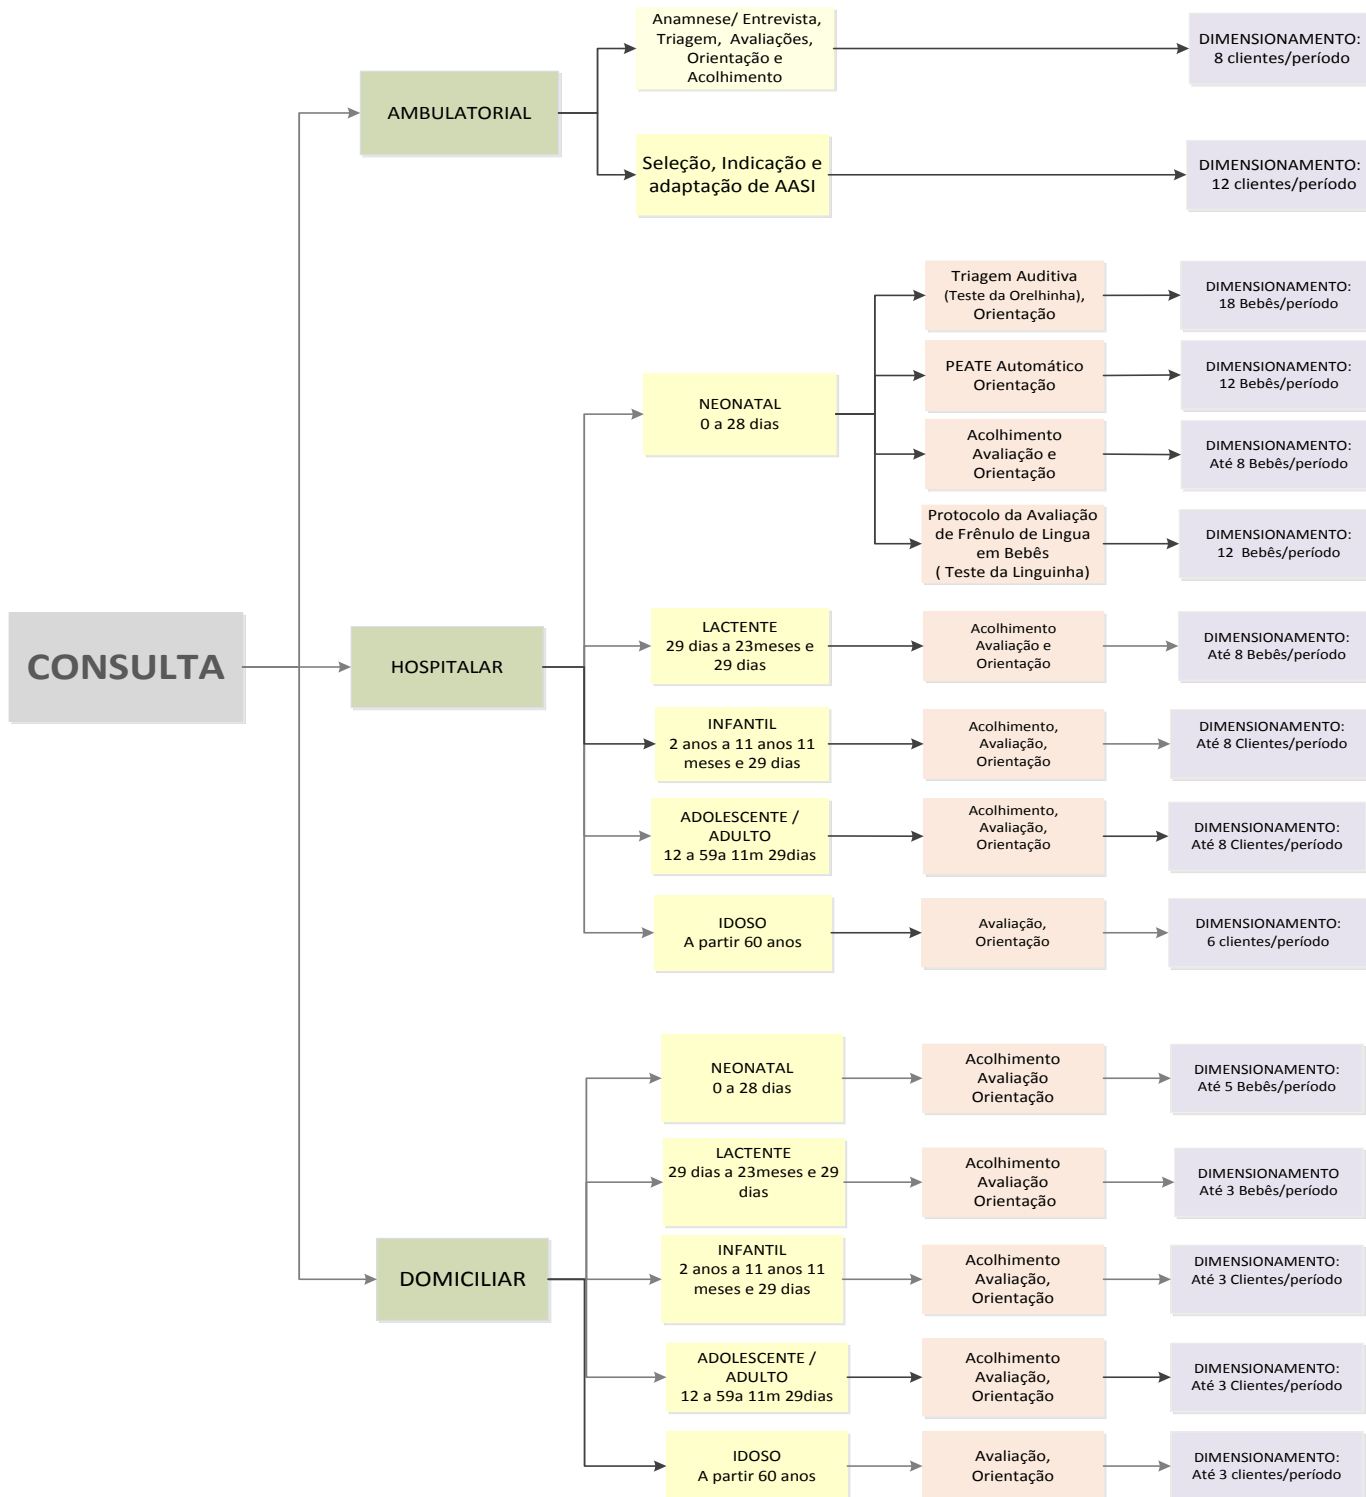 CONSULTA
AMBULATORIAL
Anamnese/ Entrevista,
Triagem, Avaliações,
Orientação e
Acolhimento
DIMENSIONAMENTO:
8 clientes/período
Seleção, Indicação e
adaptação de AASI
DIMENSIONAMENTO:
12 clientes/período
HOSPITALAR
NEONATAL
0 a 28 dias
Triagem Auditiva
(Teste da Orelhinha),
Orientação
DIMENSIONAMENTO:
18 Bebês/período
PEATE Automático
Orientação
DIMENSIONAMENTO:
12 Bebês/período
Acolhimento
Avaliação e
Orientação
DIMENSIONAMENTO:
Até 8 Bebês/período
Protocolo da Avaliação
de Frênulo de Lingua
em Bebês
( Teste da Linguinha)
DIMENSIONAMENTO:
12 Bebês/período
LACTENTE
29 dias a 23meses e
29 dias
Acolhimento
Avaliação e
Orientação
DIMENSIONAMENTO:
Até 8 Bebês/período
INFANTIL
2 anos a 11 anos 11
meses e 29 dias
Acolhimento,
Avaliação,
Orientação
DIMENSIONAMENTO:
Até 8 Clientes/período
ADOLESCENTE /
ADULTO
12 a 59a 11m 29dias
Acolhimento,
Avaliação,
Orientação
DIMENSIONAMENTO:
Até 8 Clientes/período
IDOSO
A partir 60 anos
Avaliação,
Orientação
DIMENSIONAMENTO:
6 clientes/período
DOMICILIAR
NEONATAL
0 a 28 dias
Acolhimento
Avaliação
Orientação
DIMENSIONAMENTO:
Até 5 Bebês/período
LACTENTE
29 dias a 23meses e 29
dias
Acolhimento
Avaliação
Orientação
DIMENSIONAMENTO
Até 3 Bebês/período
INFANTIL
2 anos a 11 anos 11
meses e 29 dias
Acolhimento
Avaliação,
Orientação
DIMENSIONAMENTO:
Até 3 Clientes/período
ADOLESCENTE /
ADULTO
12 a 59a 11m 29dias
Acolhimento
Avaliação,
Orientação
DIMENSIONAMENTO:
Até 3 Clientes/período
IDOSO
A partir 60 anos
Avaliação,
Orientação
DIMENSIONAMENTO:
Até 3 clientes/período